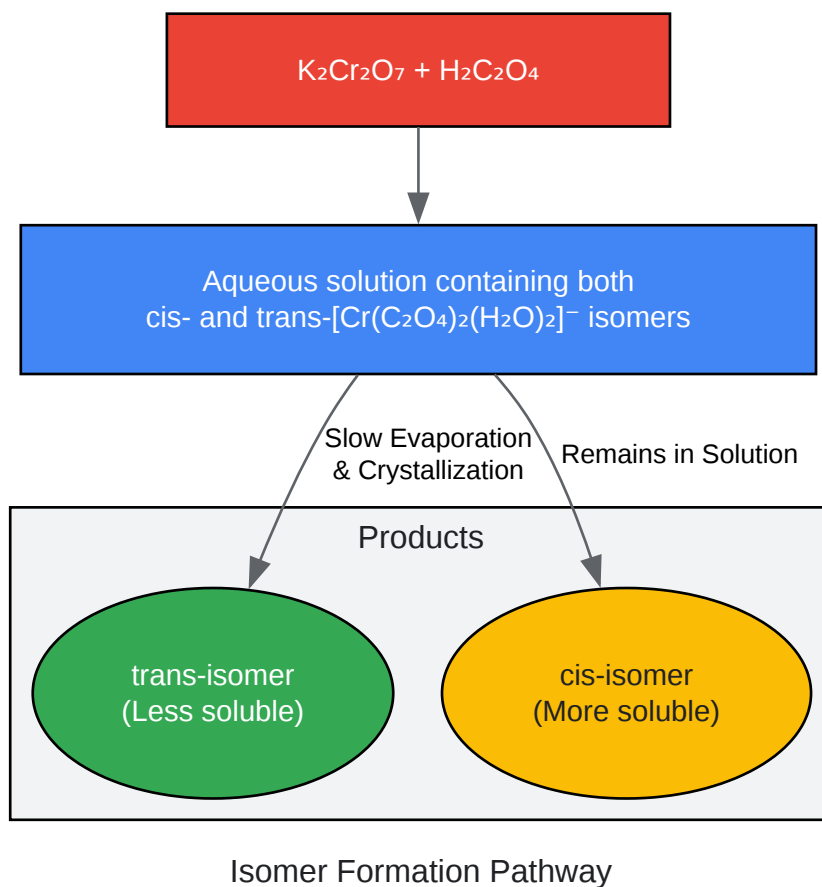 K₂Cr₂O₇ + H₂C₂O₄
Aqueous solution containing both
cis- and trans-[Cr(C₂O₄)₂(H₂O)₂]⁻ isomers
Slow Evaporation
& Crystallization
Remains in Solution
Products
trans-isomer
(Less soluble)
cis-isomer
(More soluble)
Isomer Formation Pathway